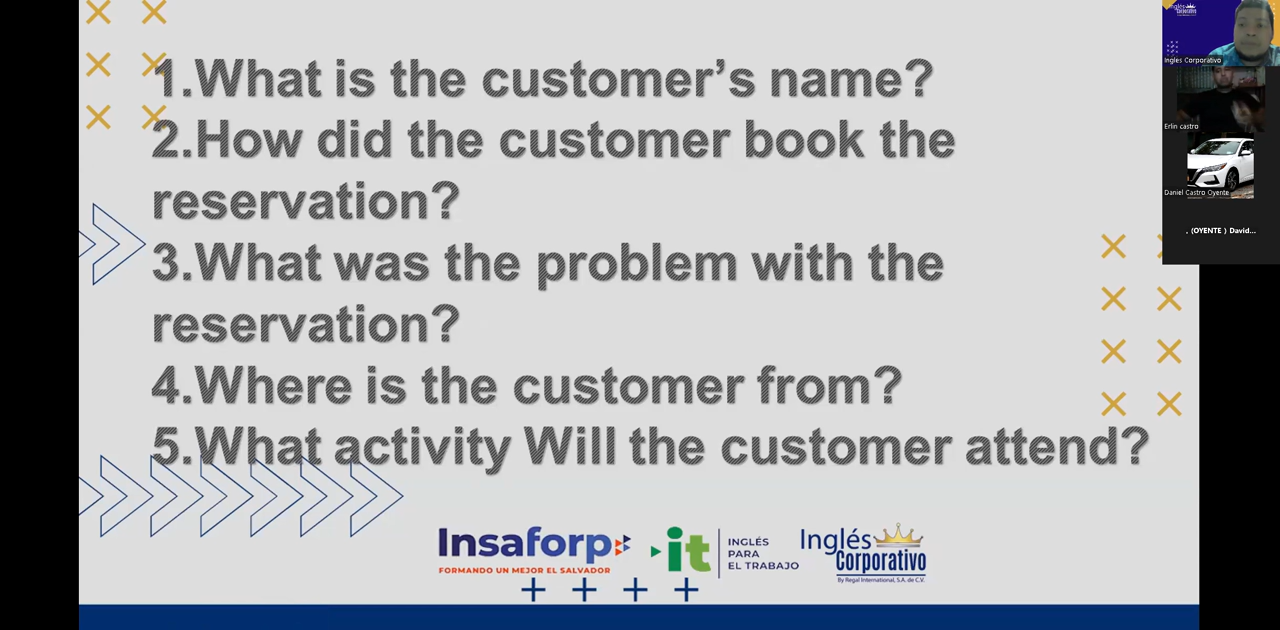 1.What is the customer’s name?
2.How did the customer book the
reservation?
3.What was the problem with the
reservation?
4.Where is the customer from?
5.What activity Will the customer attend?
Insaforp
FORMANDO UN MEJOR EL SALVADOR
it
INGLÉS
PARA
EL TRABAJO
Inglés
Corporativo
By Regal International, S.A. de C.V.
Ingles Corporativo
Erlin castro
Daniel Castro Oyente
. (OYENTE ) David...